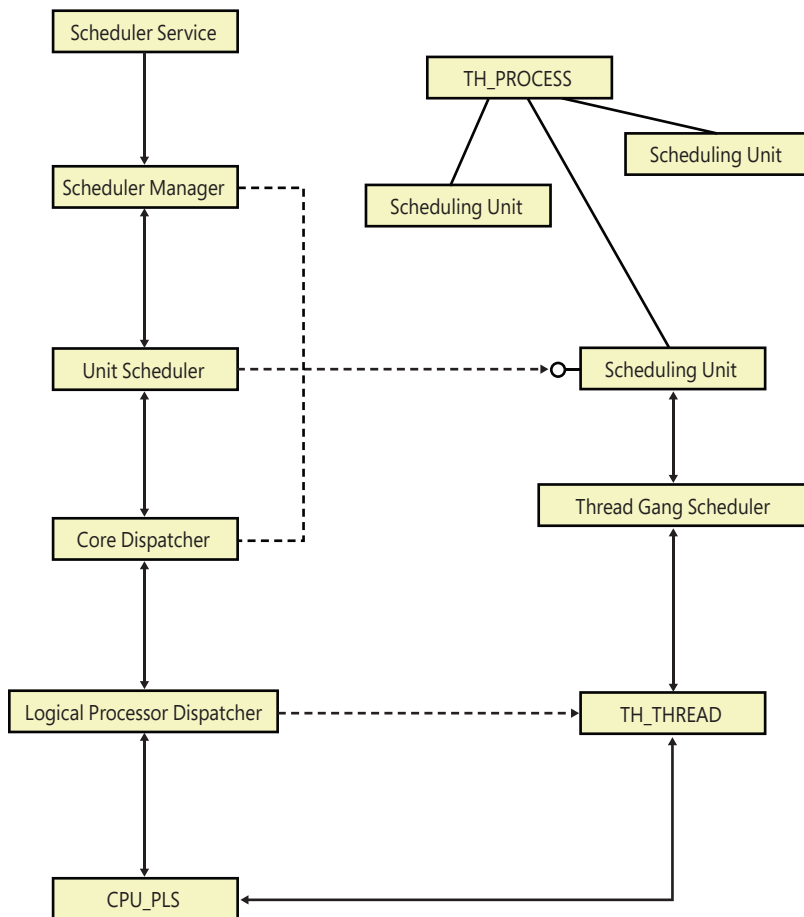 Scheduler Service
TH_PROCESS
Scheduling Unit
Scheduler Manager
Scheduling Unit
Unit Scheduler
Scheduling Unit
Thread Gang Scheduler
Core Dispatcher
Logical Processor Dispatcher
TH_THREAD
CPU_PLS